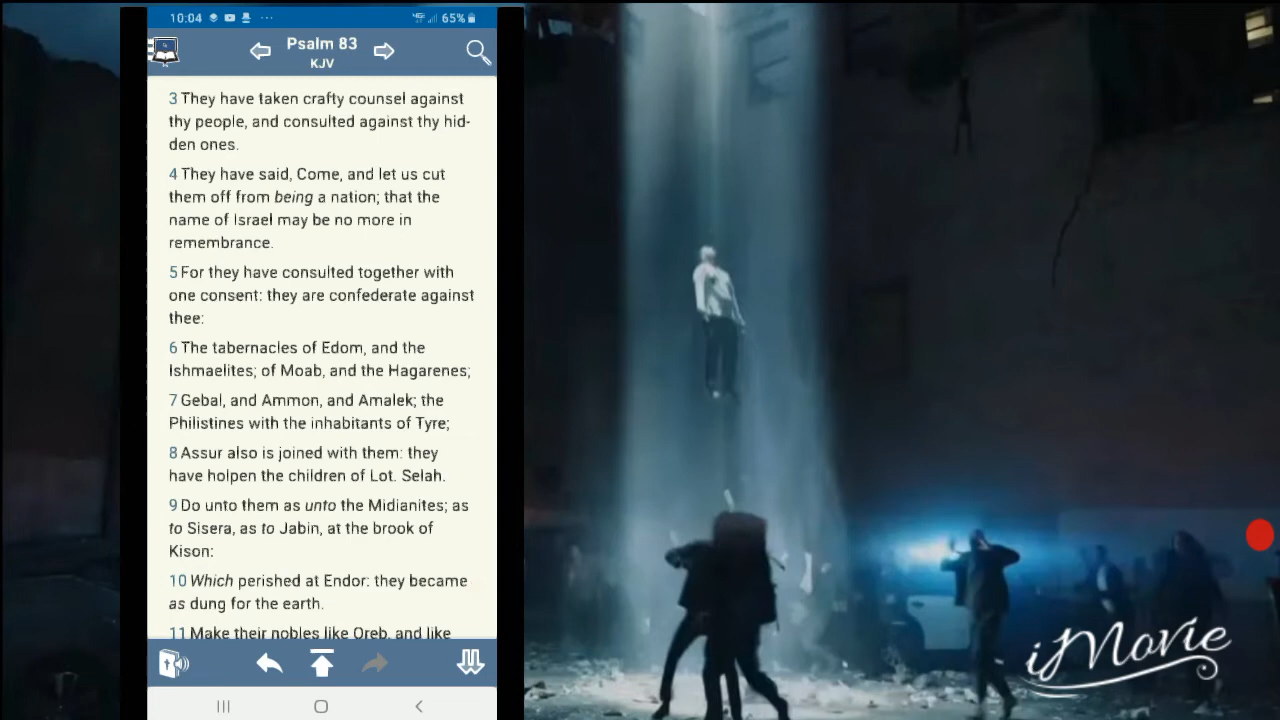 10:04
65%
Psalm 83
KJV
3 They have taken crafty counsel against
thy people, and consulted against thy hid-
den ones.
4 They have said, Come, and let us cut
them off from being a nation; that the
name of Israel may be no more in
remembrance.
5 For they have consulted together with
one consent: they are confederate against
thee:
6 The tabernacles of Edom, and the
Ishmaelites; of Moab, and the Hagarenes;
7 Gebal, and Ammon, and Amalek; the
Philistines with the inhabitants of Tyre;
8 Assur also is joined with them: they
have holpen the children of Lot. Selah.
9 Do unto them as unto the Midianites; as
to Sisera, as to Jabin, at the brook of
Kison:
10 Which perished at Endor: they became
as dung for the earth.
11 Make their nobles like Oreb, and like
iMovie